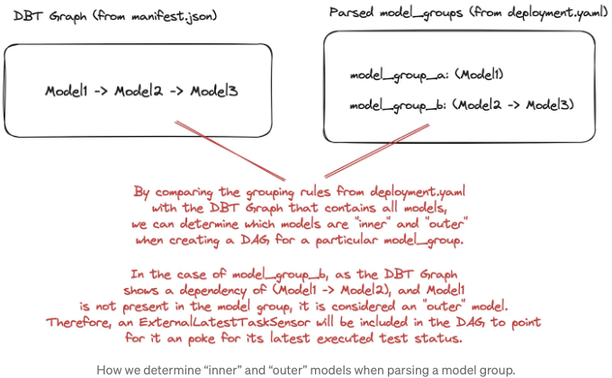 DBT Graph (from manifest.json)
Parsed model_groups (from deployment.yaml)
Model1 -> Model2 -> Model3
model_group_a: (Model1)
model_group_b: (Model2 -> Model3)
By comparing the grouping rules from deployment.yaml
with the DBT Graph that contains all models,
we can determine which models are "inner" and "outer"
when creating a DAG for a particular model_group.
In the case of model_group_b, as the DBT Graph
shows a dependency of (Model1 -> Model2), and Model1
is not present in the model group, it is considered an "outer" model.
Therefore, an ExternalLatestTaskSensor will be included in the DAG to point
for it an poke for its latest executed test status.
How we determine “inner” and “outer” models when parsing a model group.